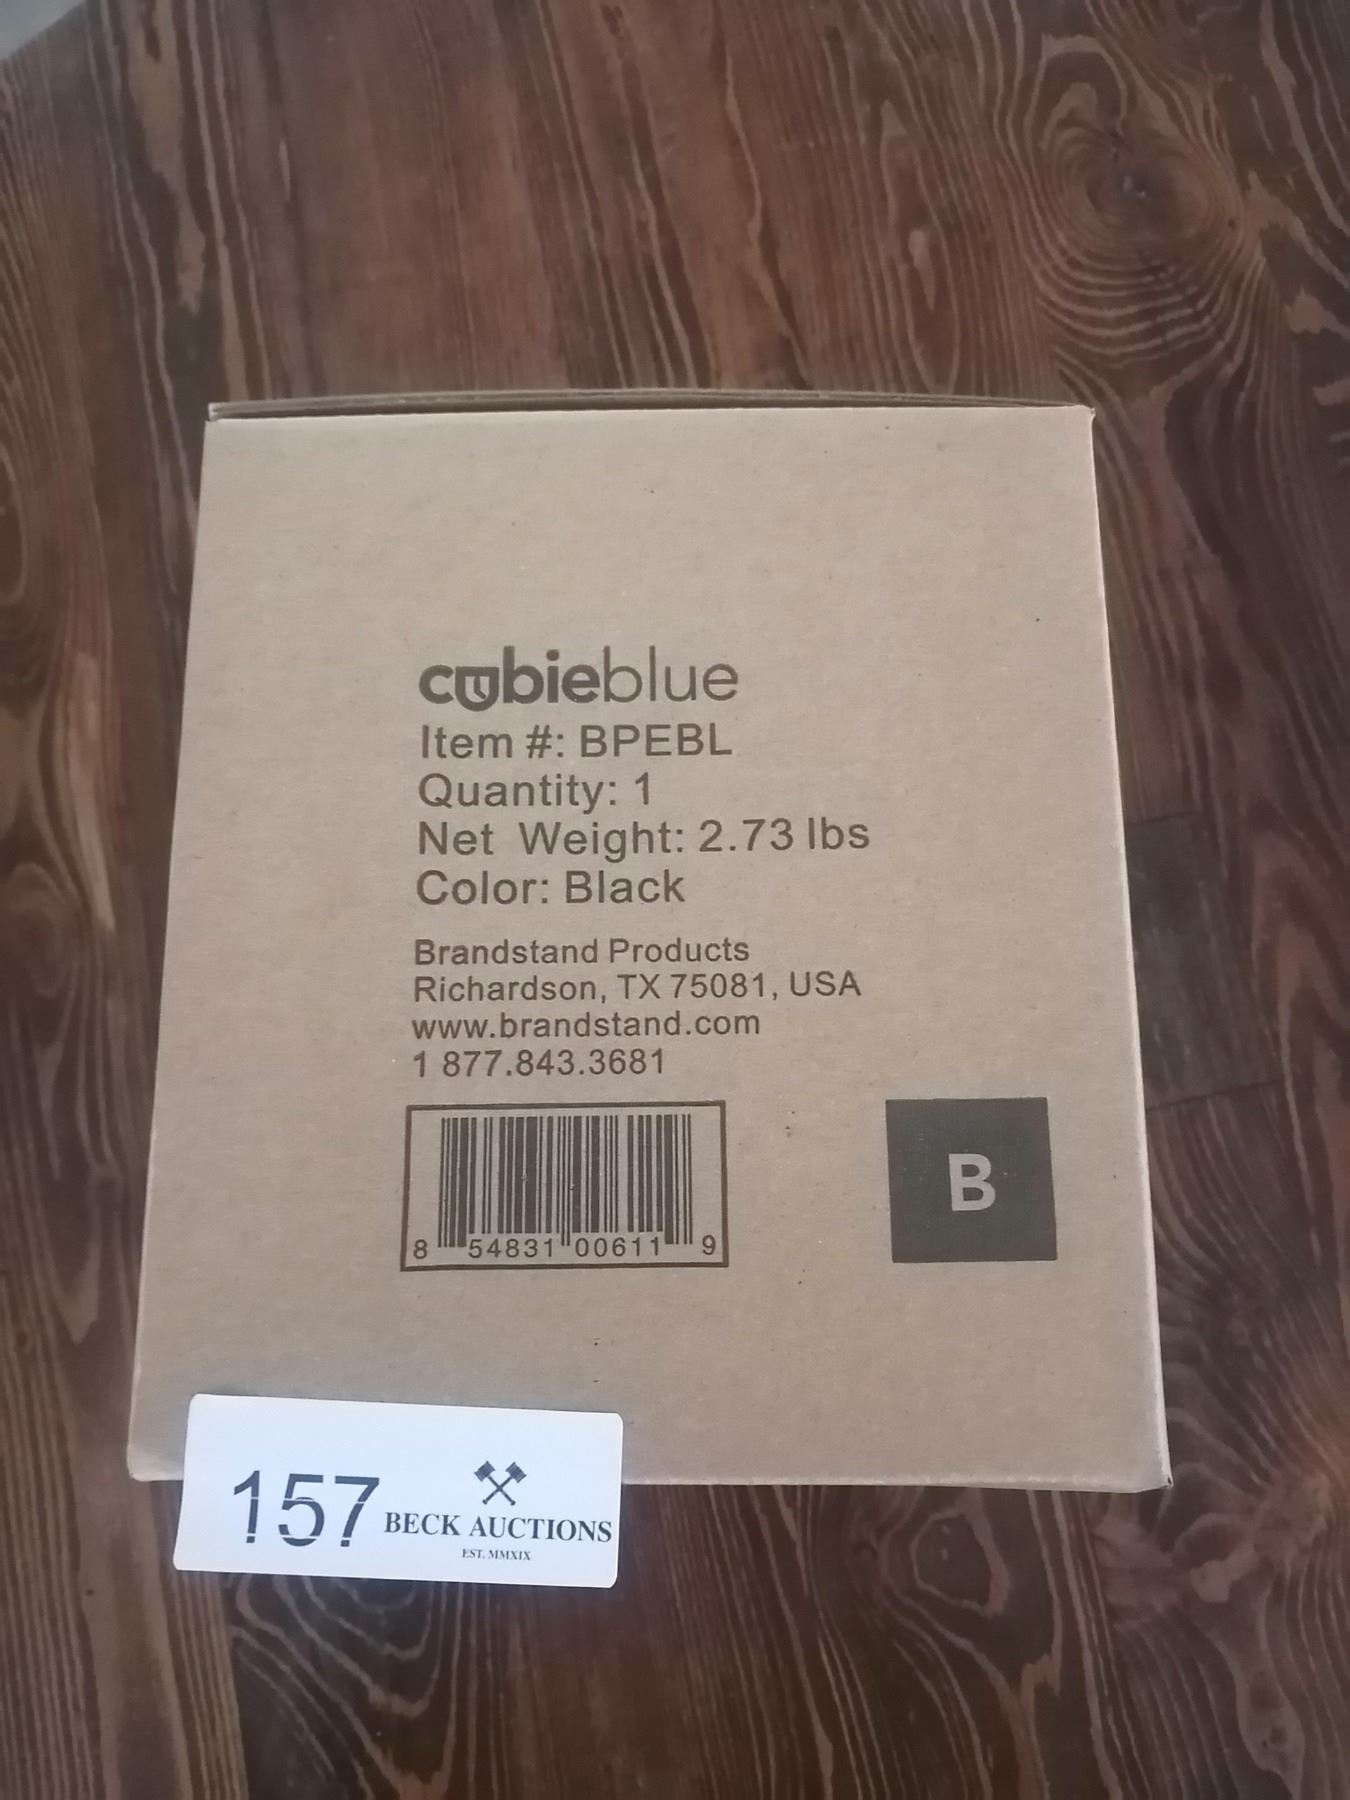 cubieblue
Item #: BPEBL
Quantity: 1
Net Weight: 2.73 lbs
Color: Black
Brandstand Products
Richardson, TX 75081, USA
www.brandstand.com
1 877.843.3681
8 54831 00611 9
B
157
BECK AUCTIONS
EST. MMXIX